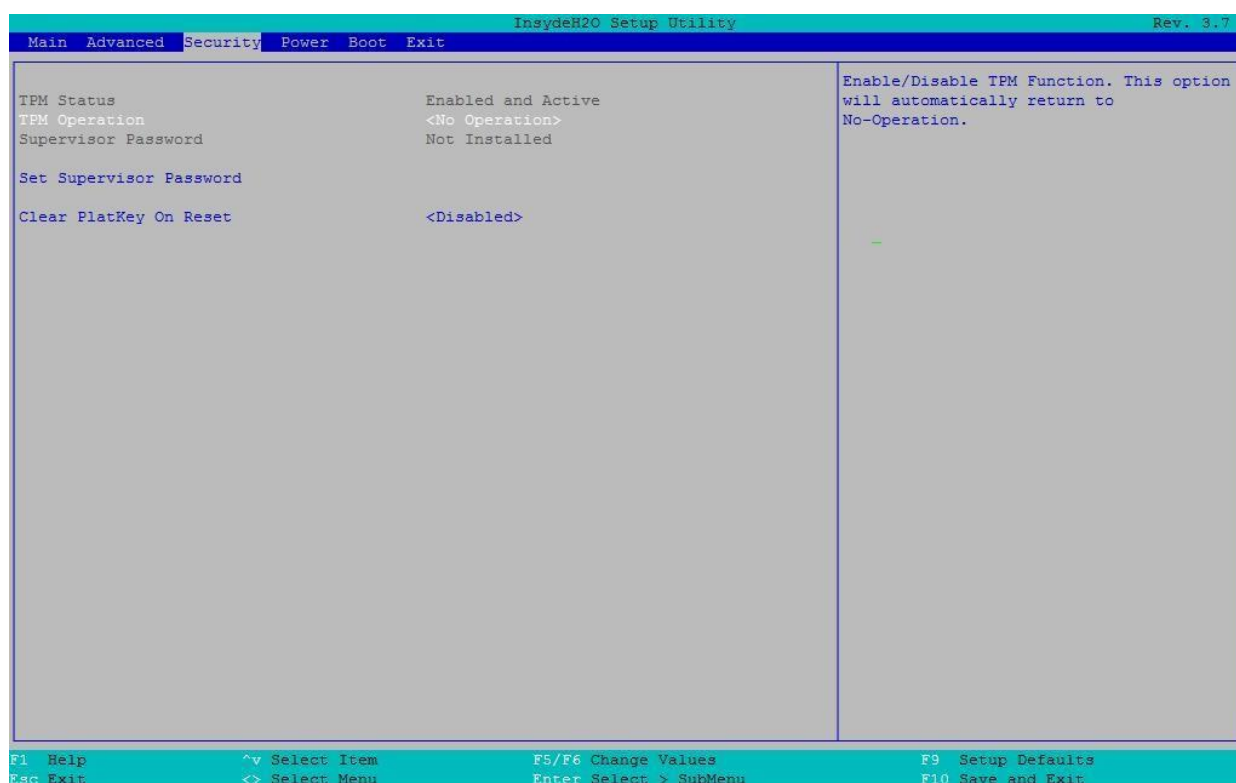 InsydeH2O Setup Utility Rev. 3.7
Main Advanced Security Power Boot Exit
TPM Status Enabled and Active
TPM Operation <No Operation>
Supervisor Password Not Installed
Set Supervisor Password
Clear PlatKey On Reset <Disabled>
Enable/Disable TPM Function. This option
will automatically return to
No-Operation.
F1 Help ^v Select Item F5/F6 Change Values F9 Setup Defaults
Esc Exit <> Select Menu Enter Select > SubMenu F10 Save and Exit